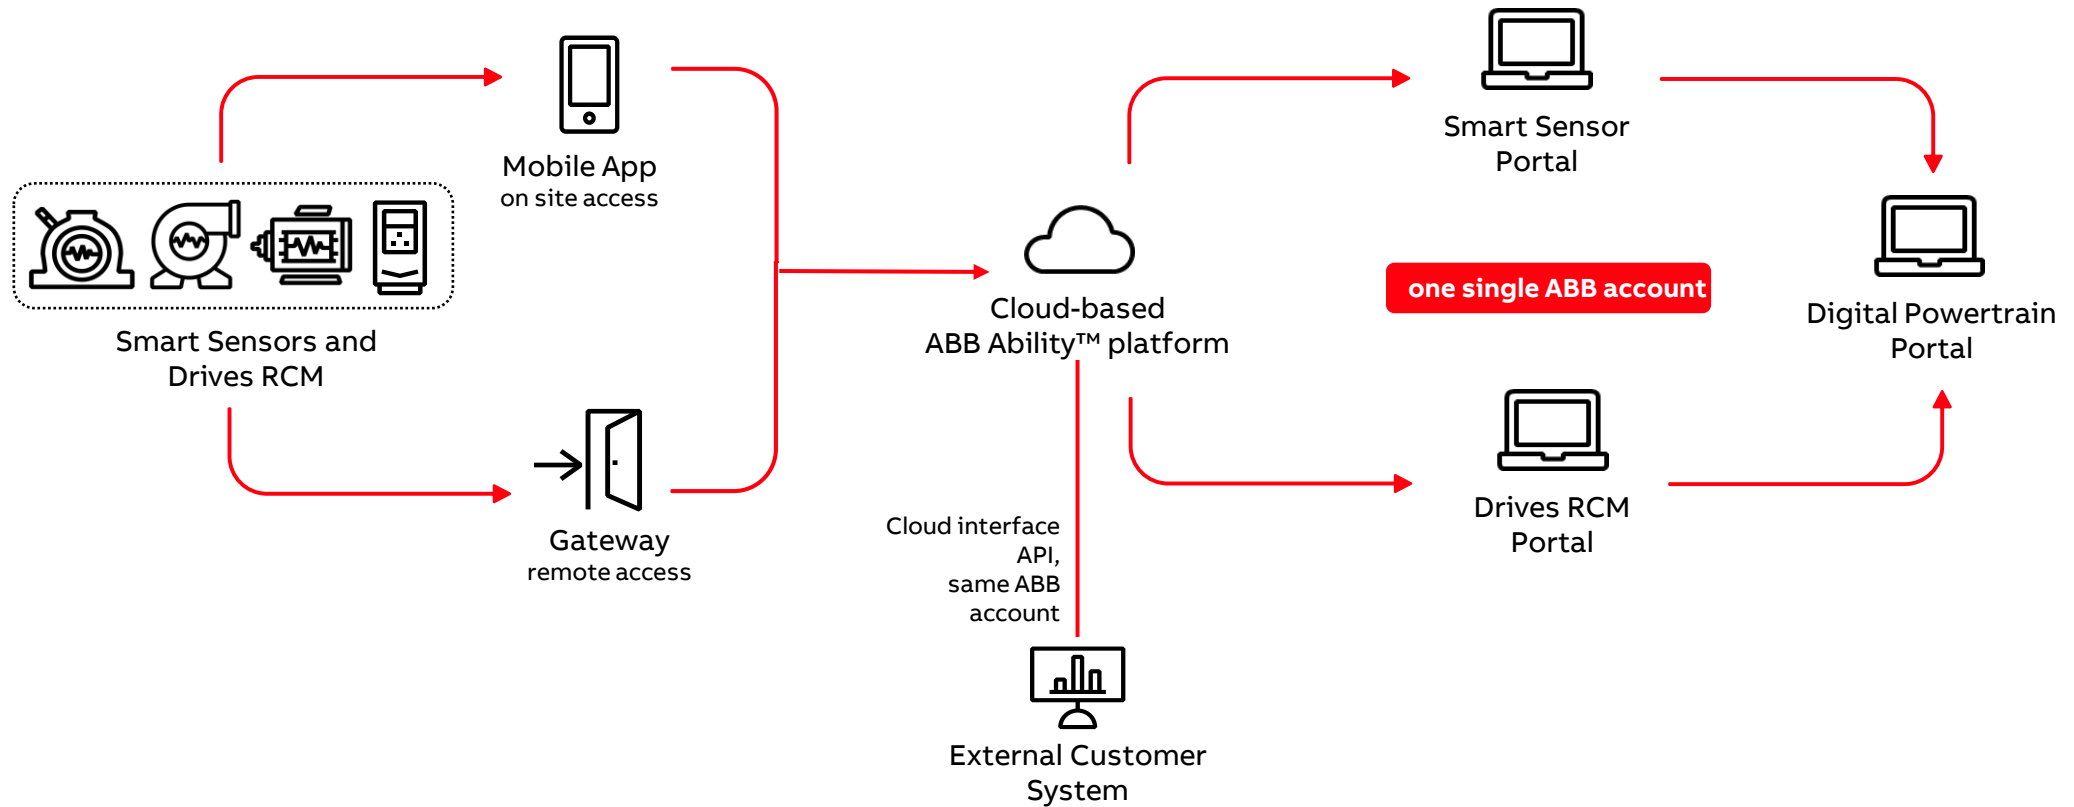 Mobile App
on site access
Smart Sensors and
Drives RCM
Gateway
remote access
Cloud-based
ABB Ability™ platform
Cloud interface
API,
same ABB
account
External Customer
System
Smart Sensor
Portal
one single ABB account
Drives RCM
Portal
Digital Powertrain
Portal